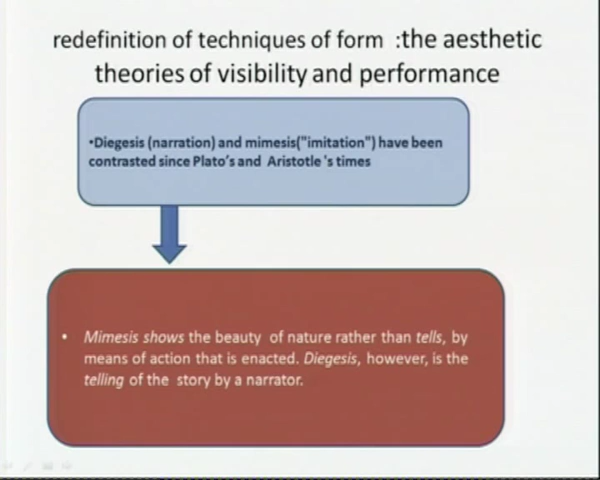 redefinition of techniques of form :the aesthetic
theories of visibility and performance
•Diegesis (narration) and mimesis("imitation") have been
contrasted since Plato's and Aristotle 's times
• Mimesis shows the beauty of nature rather than tells, by
means of action that is enacted. Diegesis, however, is the
telling of the story by a narrator.